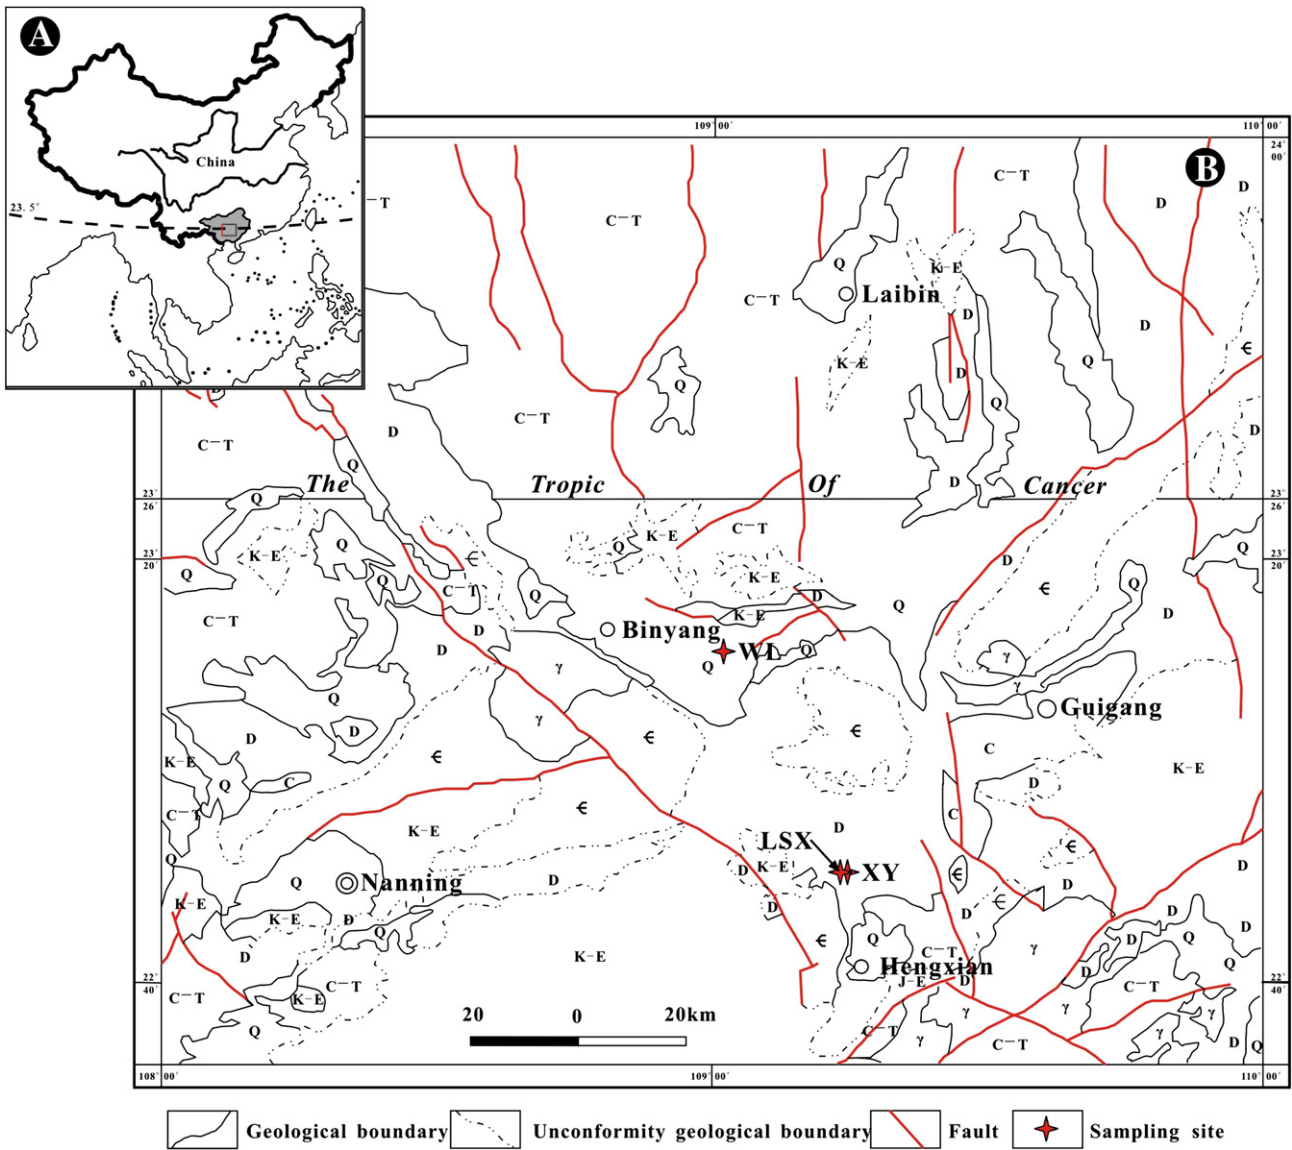 A
China
23.5°
109°00′
110°00′
24°00′
B
C—T
D
D
—T
C—T
Q
K-E
C—T
Laibin
D
D
K-E
Є
D
Q
Q
Q
C—T
D
D
C—T
D
Q
The Tropic Of Cancer
D
23°26′
23°26′
Q
K-E
C—T
Q
K-E
Q
Q
23°20′
23°20′
Є
D
K-E
Q
Q
C—T
Q
D
K-E
Є
Q
D
Q
C—T
D
Binyang
K-E
WL
Q
D
Q
γ
γ
γ
Q
Guigang
γ
D
D
Є
Є
Є
C
K-E
K-E
Q
C
D
Є
C—T
C
K-E
D
LSX
XY
Є
Q
D
K-E
D
Є
Q
Nanning
D
D
K-E
Є
D
D
D
K-E
D
D
Q
Є
Q
γ
D
Q
D
D
K-E
C—T
Q
Hengxian
D
J-E
D
C—T
22°40′
22°40′
C—T
K-E
C—T
γ
γ
γ
Q
20 0 20km
C—T
γ
C—T
γ
D
Q
108°00′
109°00′
110°00′
Geological boundary
Unconformity geological boundary
Fault
Sampling site